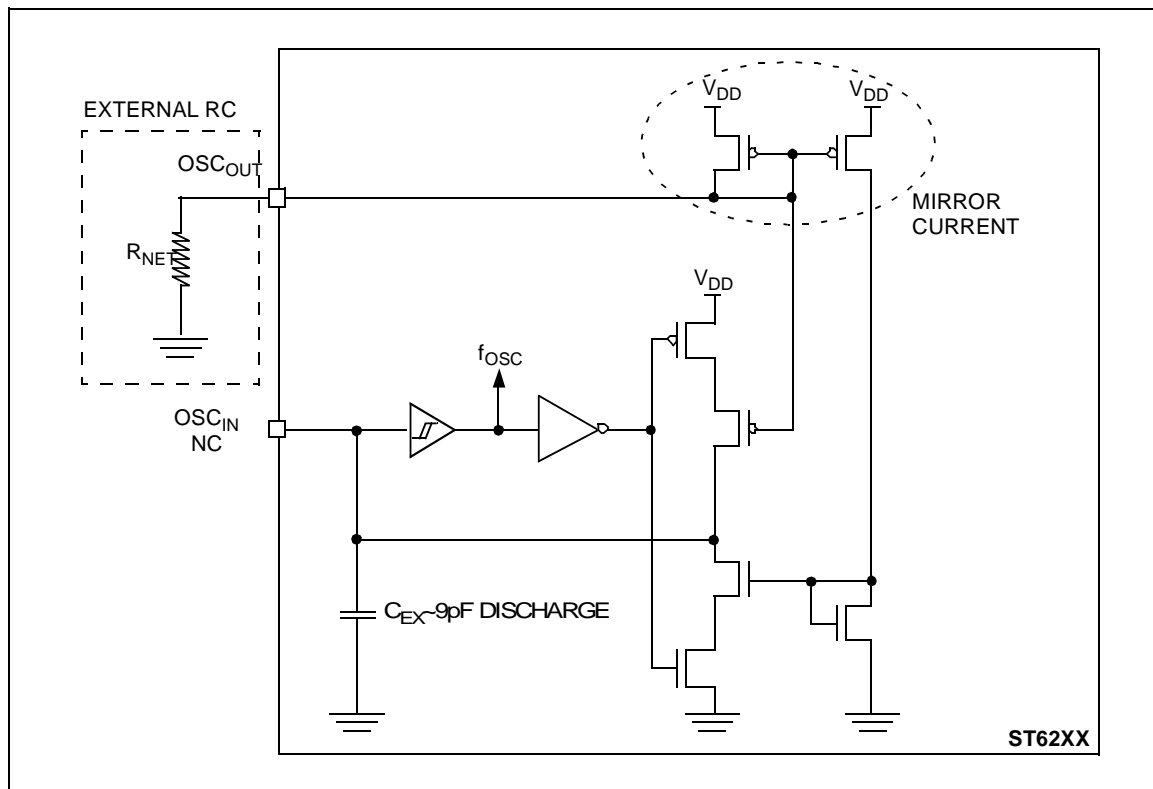 V_DD
V_DD
EXTERNAL RC
OSC_OUT
MIRROR
CURRENT
R_NET
V_DD
f_OSC
OSC_IN
NC
C_EX~9pF DISCHARGE
ST62XX